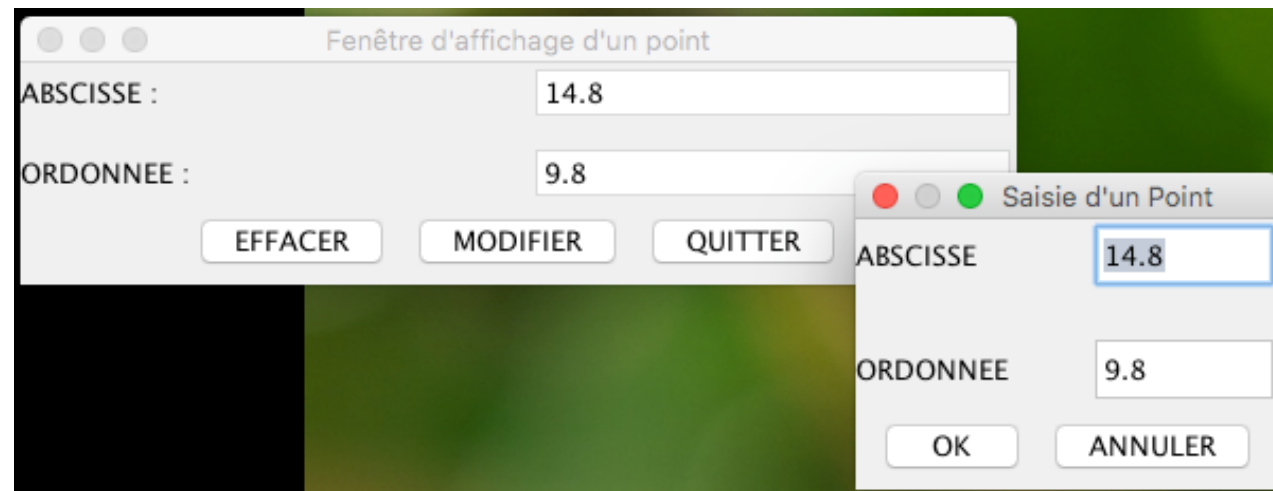 Fenêtre d'affichage d'un point
ABSCISSE : 14.8
ORDONNEE : 9.8
EFFACER MODIFIER QUITTER
Saisie d'un Point
ABSCISSE 14.8
ORDONNEE 9.8
OK ANNULER